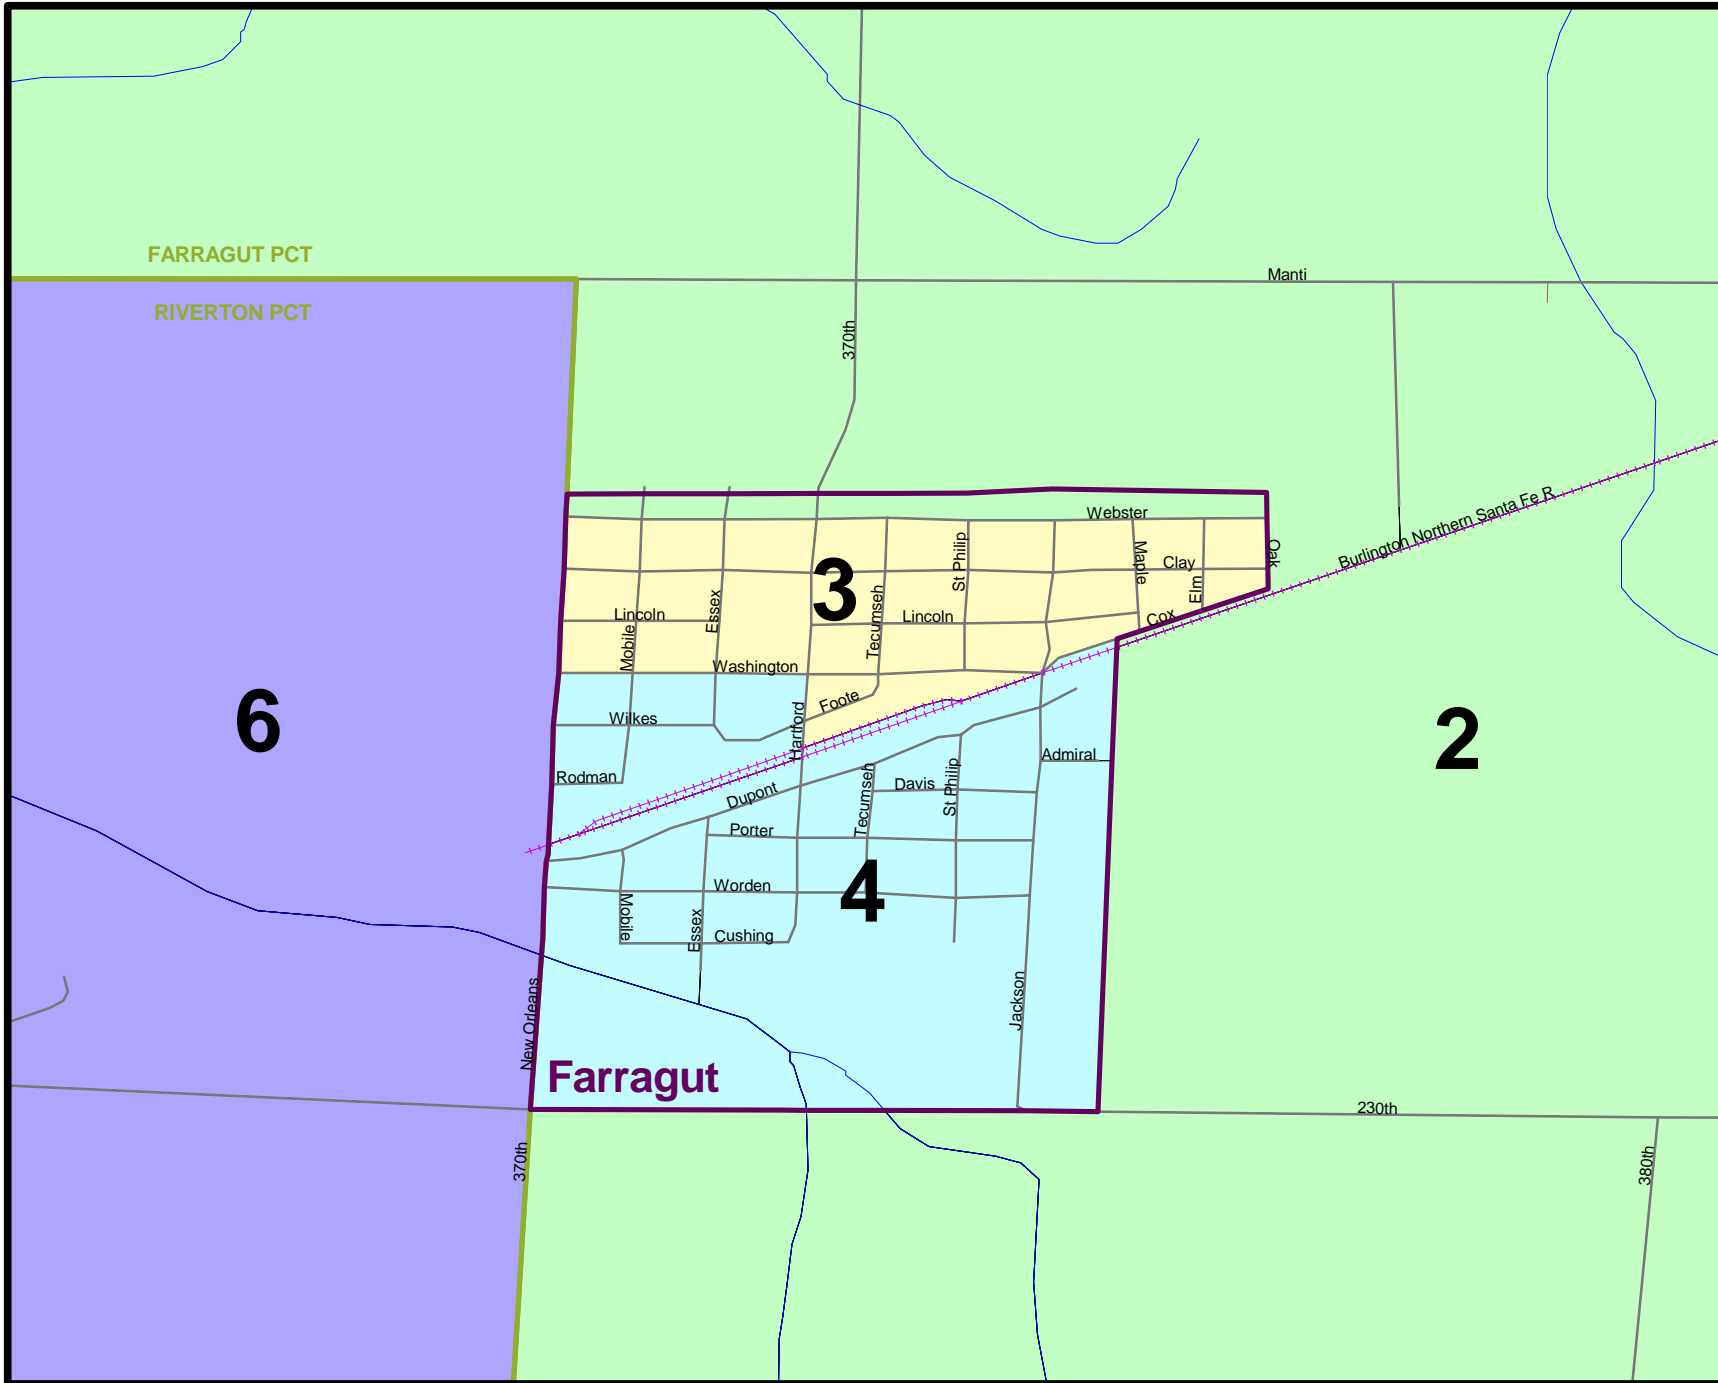 FARRAGUT PCT
Manti
RIVERTON PCT
370th
Burlington Northern Santa Fe R
Webster
St Philip
Maple
Oak
Clay
3
Elm
Essex
Tecumseh
Lincoln
Lincoln
Cox
Mobile
Washington
6
Foote
Wilkes
Hartford
2
Admiral
Rodman
Dupont
Tecumseh
Davis
St Philip
Porter
4
Worden
Mobile
Essex
Cushing
New Orleans
Jackson
Farragut
230th
370th
380th